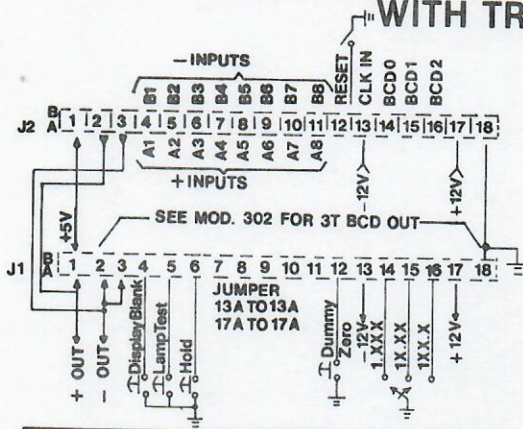 WITH TR
– INPUTS
B1 B2 B3 B4 B5 B6 B7 B8 RESET CLK IN BCD0 BCD1 BCD2
J2 B A 1 2 3 4 5 6 7 8 9 10 11 12 13 14 15 16 17 18
A1 A2 A3 A4 A5 A6 A7 A8
+ INPUTS
–12V +12V
+5V
SEE MOD. 302 FOR 3T BCD OUT
J1 B A 1 2 3 4 5 6 7 8 9 10 11 12 13 14 15 16 17 18
JUMPER
13A TO 13A
17A TO 17A
+ OUT – OUT Display Blank Lamp Test Hold Dummy Zero –12V 1.XXX 1X.XX 1XX.X +12V